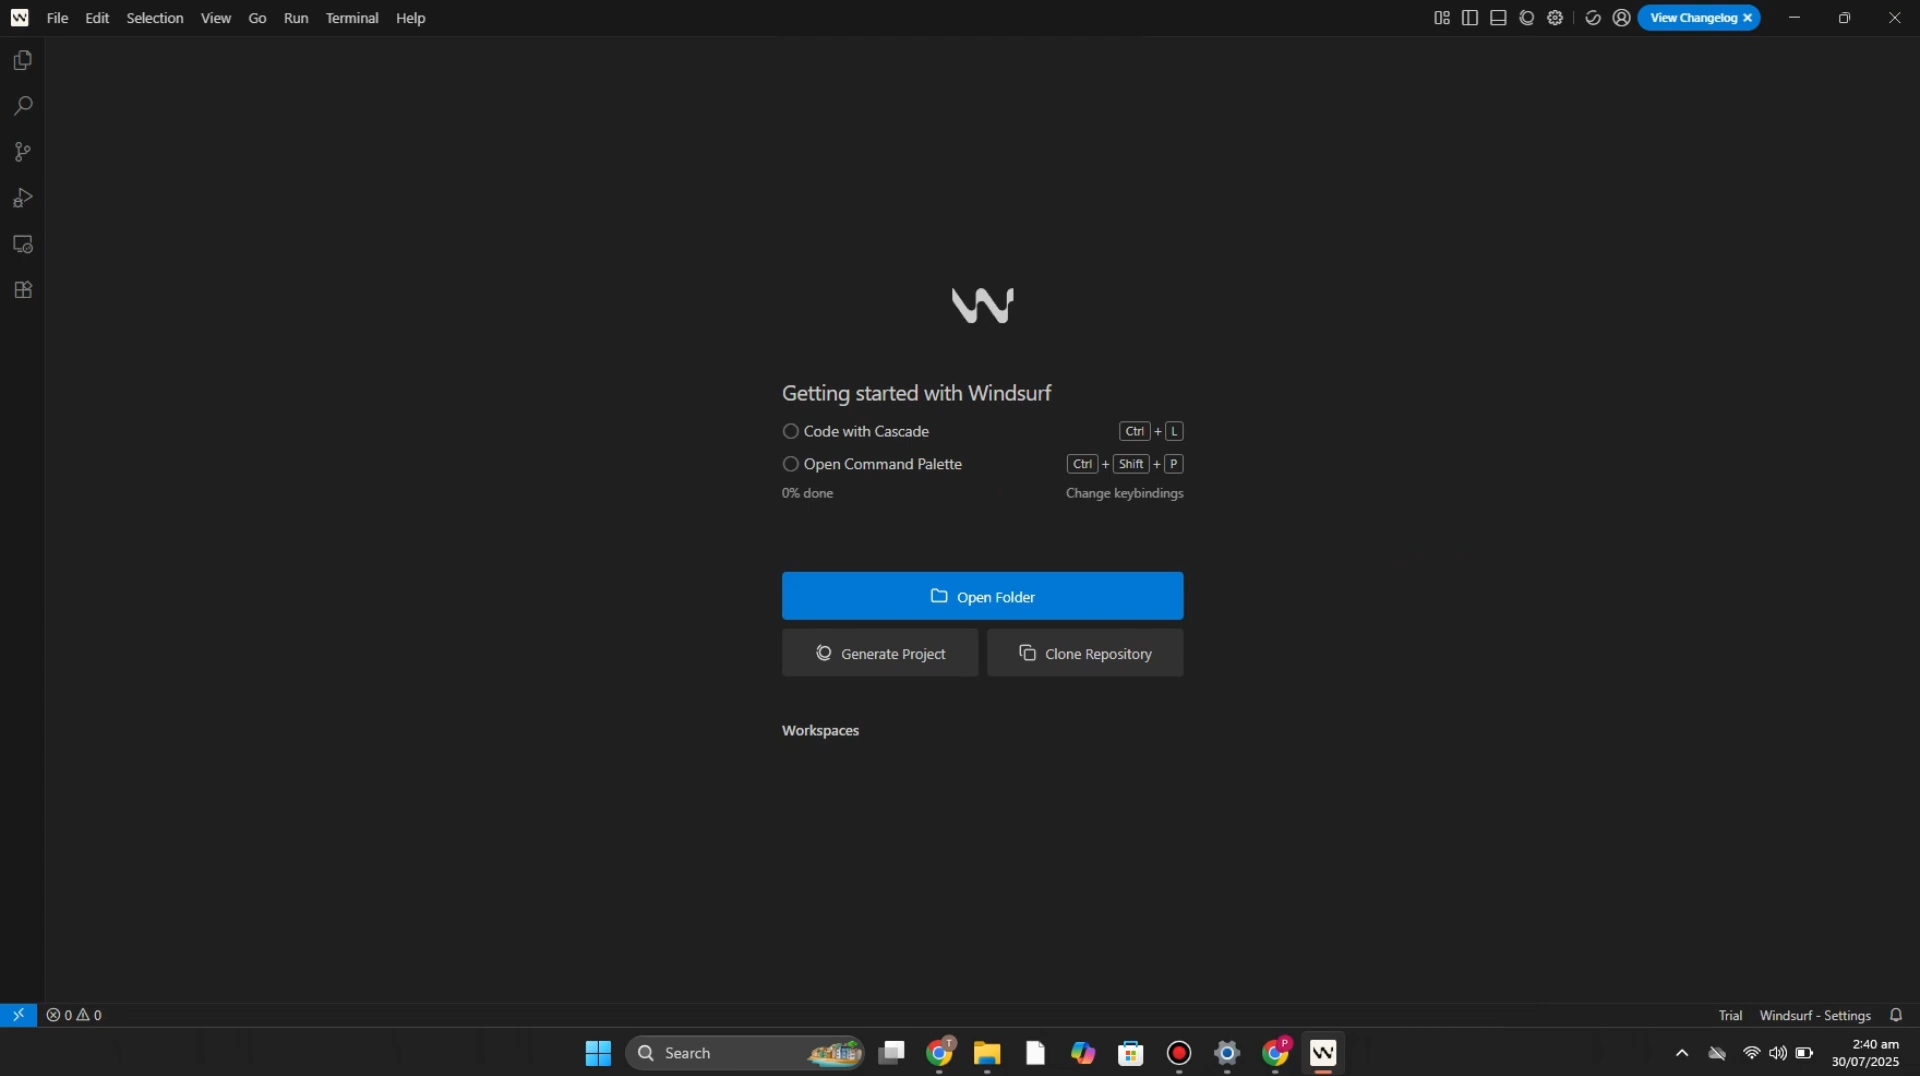 File Edit Selection View Go Run Terminal Help View Changelog
Getting started with Windsurf
Code with Cascade Ctrl + L
Open Command Palette Ctrl + Shift + P
0% done Change keybindings
Open Folder
Generate Project Clone Repository
Workspaces
0 0 Trial Windsurf - Settings
Search T P 2:40 am
30/07/2025